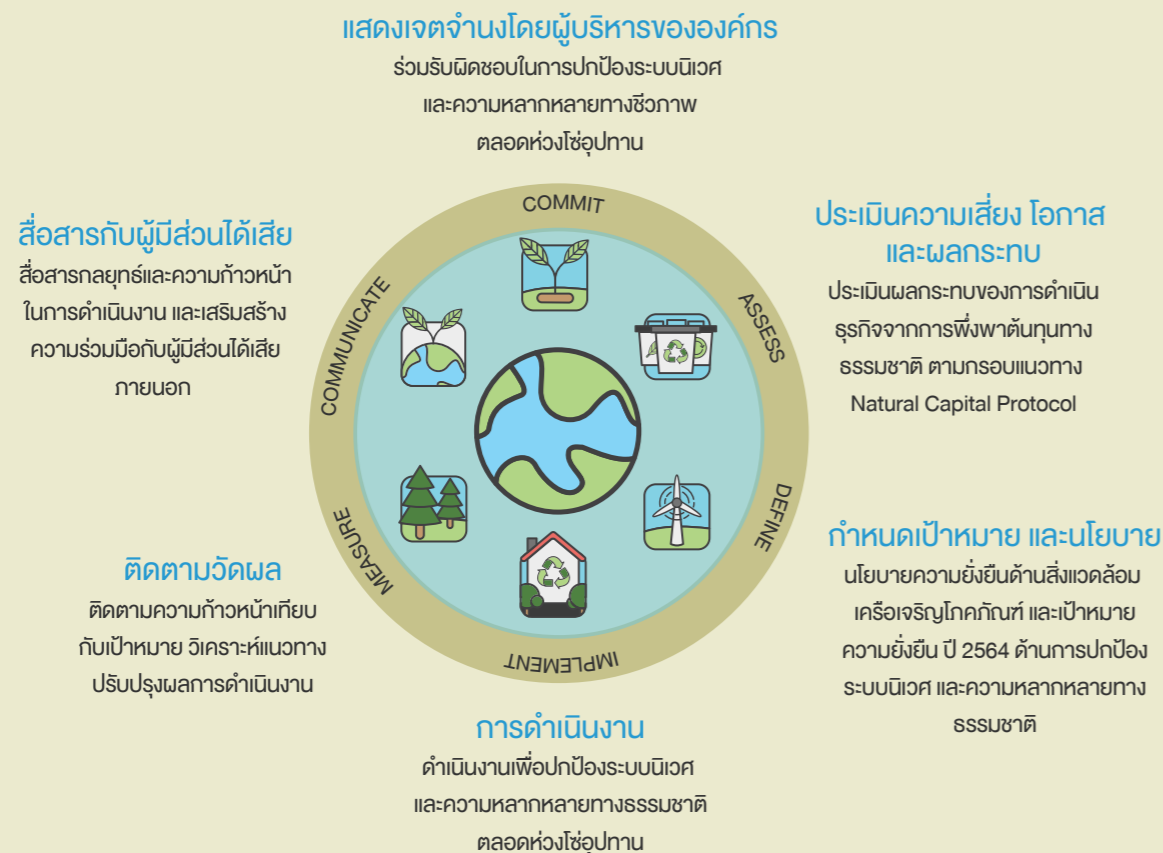 แสดงเจตจำนงโดยผู้บริหารขององค์กร
ร่วมรับผิดชอบในการปกป้องระบบนิเวศ
และความหลากหลายทางชีวภาพ
ตลอดห่วงโซ่อุปทาน
COMMIT
ประเมินความเสี่ยง โอกาส
และผลกระทบ
ประเมินผลกระทบของการดำเนิน
ธุรกิจจากการพึ่งพาต้นทุนทาง
ธรรมชาติ ตามกรอบแนวทาง
Natural Capital Protocol
ASSESS
กำหนดเป้าหมาย และนโยบาย
นโยบายความยั่งยืนด้านสิ่งแวดล้อม
เครือเจริญโภคภัณฑ์ และเป้าหมาย
ความยั่งยืน ปี 2564 ด้านการปกป้อง
ระบบนิเวศ และความหลากหลายทาง
ธรรมชาติ
DEFINE
IMPLEMENT
การดำเนินงาน
ดำเนินงานเพื่อปกป้องระบบนิเวศ
และความหลากหลายทางธรรมชาติ
ตลอดห่วงโซ่อุปทาน
MEASURE
ติดตามวัดผล
ติดตามความก้าวหน้าเทียบ
กับเป้าหมาย วิเคราะห์แนวทาง
ปรับปรุงผลการดำเนินงาน
COMMUNICATE
สื่อสารกับผู้มีส่วนได้เสีย
สื่อสารกลยุทธ์และความก้าวหน้า
ในการดำเนินงาน และเสริมสร้าง
ความร่วมมือกับผู้มีส่วนได้เสีย
ภายนอก